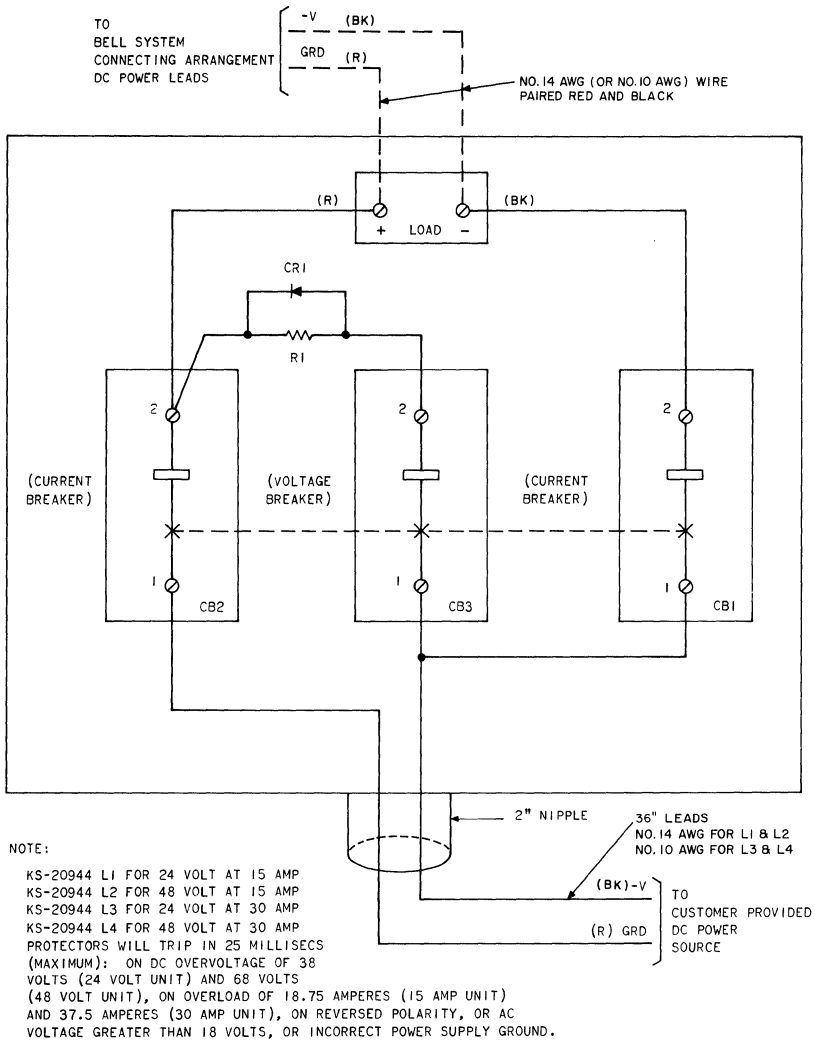 TO
BELL SYSTEM
CONNECTING ARRANGEMENT
DC POWER LEADS
-V (BK)
GRD (R)
NO. 14 AWG (OR NO. 10 AWG) WIRE
PAIRED RED AND BLACK
(R)
(BK)
+ LOAD -
CR1
R1
2
2
2
(CURRENT
BREAKER)
(VOLTAGE
BREAKER)
(CURRENT
BREAKER)
1
1
1
CB2
CB3
CB1
2" NIPPLE
36" LEADS
NO. 14 AWG FOR L1 & L2
NO. 10 AWG FOR L3 & L4
(BK)-V
(R) GRD
TO
CUSTOMER PROVIDED
DC POWER
SOURCE
NOTE:
KS-20944 L1 FOR 24 VOLT AT 15 AMP
KS-20944 L2 FOR 48 VOLT AT 15 AMP
KS-20944 L3 FOR 24 VOLT AT 30 AMP
KS-20944 L4 FOR 48 VOLT AT 30 AMP
PROTECTORS WILL TRIP IN 25 MILLISECS
(MAXIMUM): ON DC OVERVOLTAGE OF 38
VOLTS (24 VOLT UNIT) AND 68 VOLTS
(48 VOLT UNIT), ON OVERLOAD OF 18.75 AMPERES (15 AMP UNIT)
AND 37.5 AMPERES (30 AMP UNIT), ON REVERSED POLARITY, OR AC
VOLTAGE GREATER THAN 18 VOLTS, OR INCORRECT POWER SUPPLY GROUND.